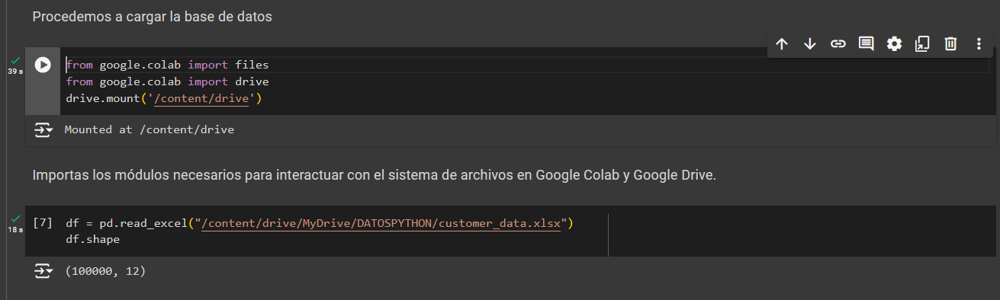 Procedemos a cargar la base de datos
39 s
from google.colab import files
from google.colab import drive
drive.mount('/content/drive')
Mounted at /content/drive
Importas los módulos necesarios para interactuar con el sistema de archivos en Google Colab y Google Drive.
18 s
[7] df = pd.read_excel("/content/drive/MyDrive/DATOSPYTHON/customer_data.xlsx")
df.shape
(100000, 12)